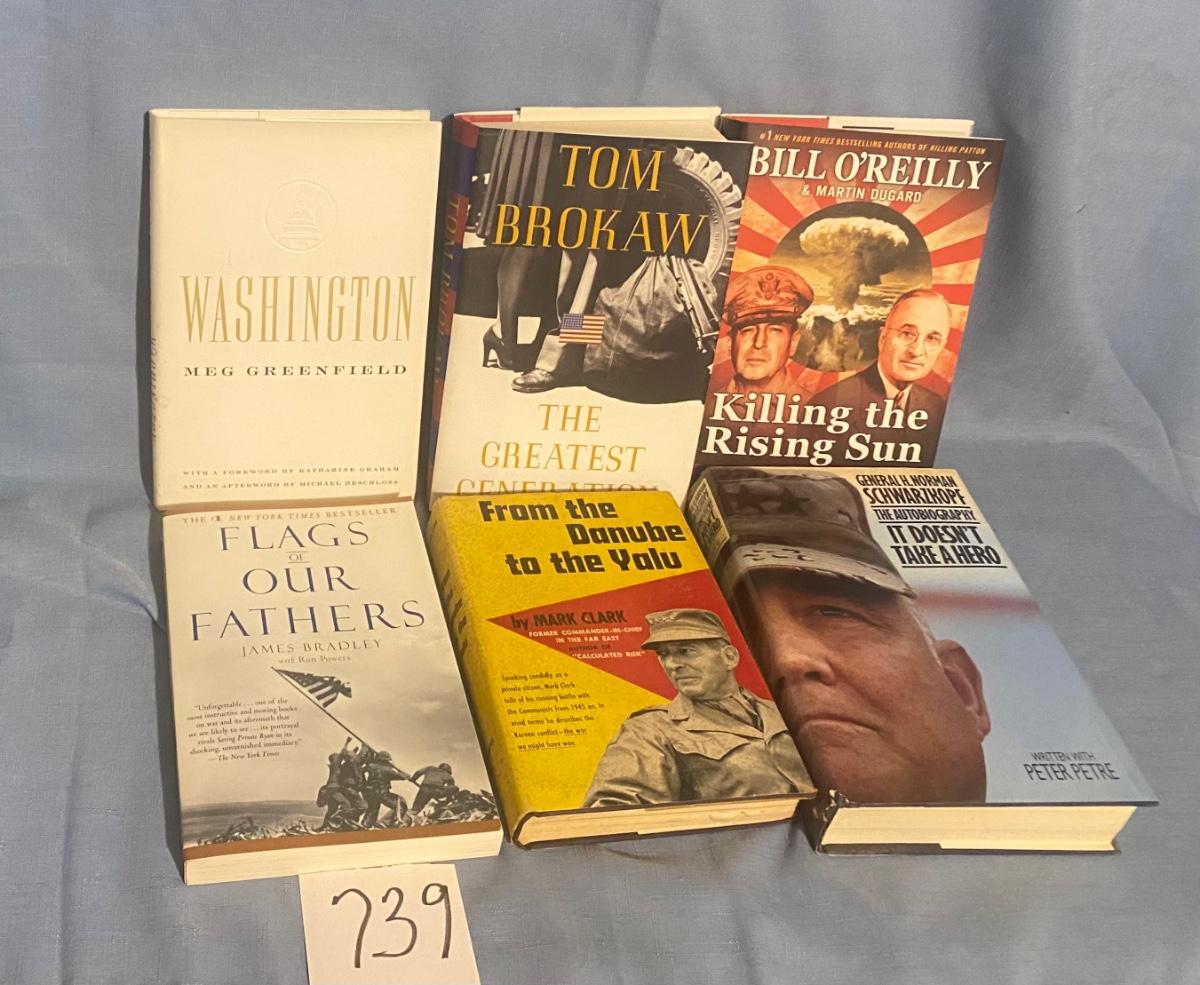 WASHINGTON
MEG GREENFIELD
WITH A FOREWORD BY KATHARINE GRAHAM
AND AN AFTERWORD BY MICHAEL BESCHLOSS
TOM
BROKAW
THE
GREATEST
GENERATION
#1 NEW YORK TIMES BESTSELLING AUTHORS OF KILLING PATTON
BILL O'REILLY
& MARTIN DUGARD
Killing the
Rising Sun
THE #1 NEW YORK TIMES BESTSELLER
FLAGS
OF
OUR
FATHERS
JAMES BRADLEY
with Ron Powers
"Unforgettable . . . one of the
most instructive and moving books
on war and its aftermath that
we are likely to see . . . its portrayal
rivals Saving Private Ryan in its
shocking, unvarnished immediacy."
—The New York Times
From the
Danube
to the Yalu
by MARK CLARK
FORMER COMMANDER-IN-CHIEF
IN THE FAR EAST
AUTHOR OF
"CALCULATED RISK"
Speaking candidly as a
private citizen, Mark Clark
tells of his running battle with
the Communists from 1945 on. In
vivid terms he describes the
Korean conflict—the war
we might have won.
GENERAL H. NORMAN
SCHWARZKOPF
THE AUTOBIOGRAPHY
IT DOESN'T
TAKE A HERO
WRITTEN WITH
PETER PETRE
739